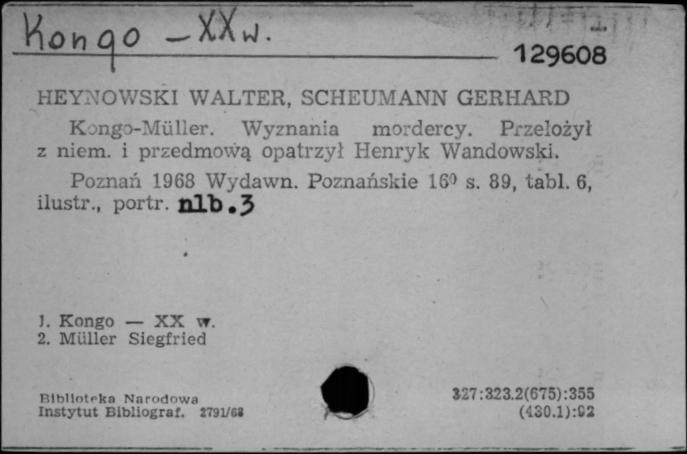 Kongo – XX w.
129608
HEYNOWSKI WALTER, SCHEUMANN GERHARD
Kongo-Müller. Wyznania mordercy. Przełożył
z niem. i przedmową opatrzył Henryk Wandowski.
Poznań 1968 Wydawn. Poznańskie 16⁰ s. 89, tabl. 6,
ilustr., portr. nlb.3
1. Kongo — XX w.
2. Müller Siegfried
Biblioteka Narodowa
Instytut Bibliograf. 2791/68
327:323.2(675):355
(430.1):92